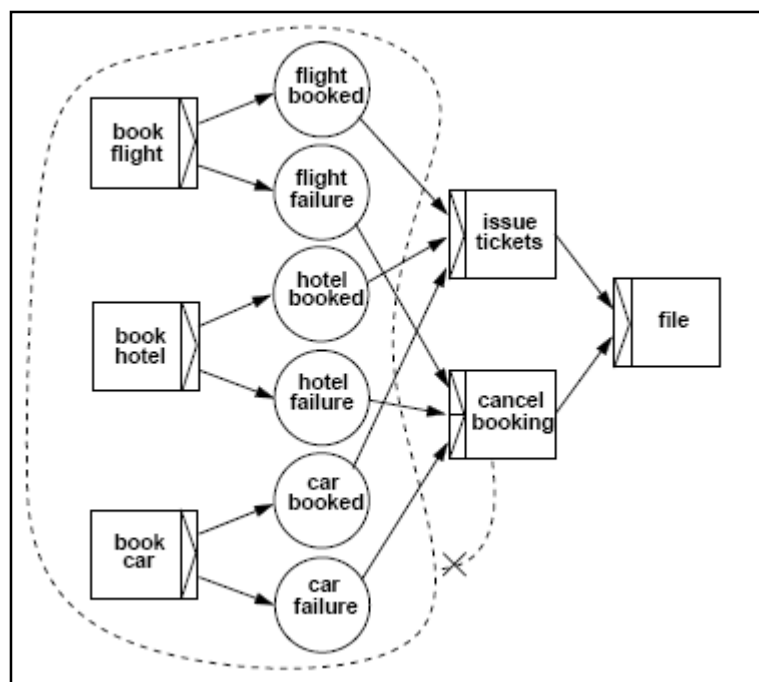 flight
booked
book
flight
flight
failure
issue
tickets
hotel
booked
file
book
hotel
hotel
failure
cancel
booking
car
booked
book
car
car
failure